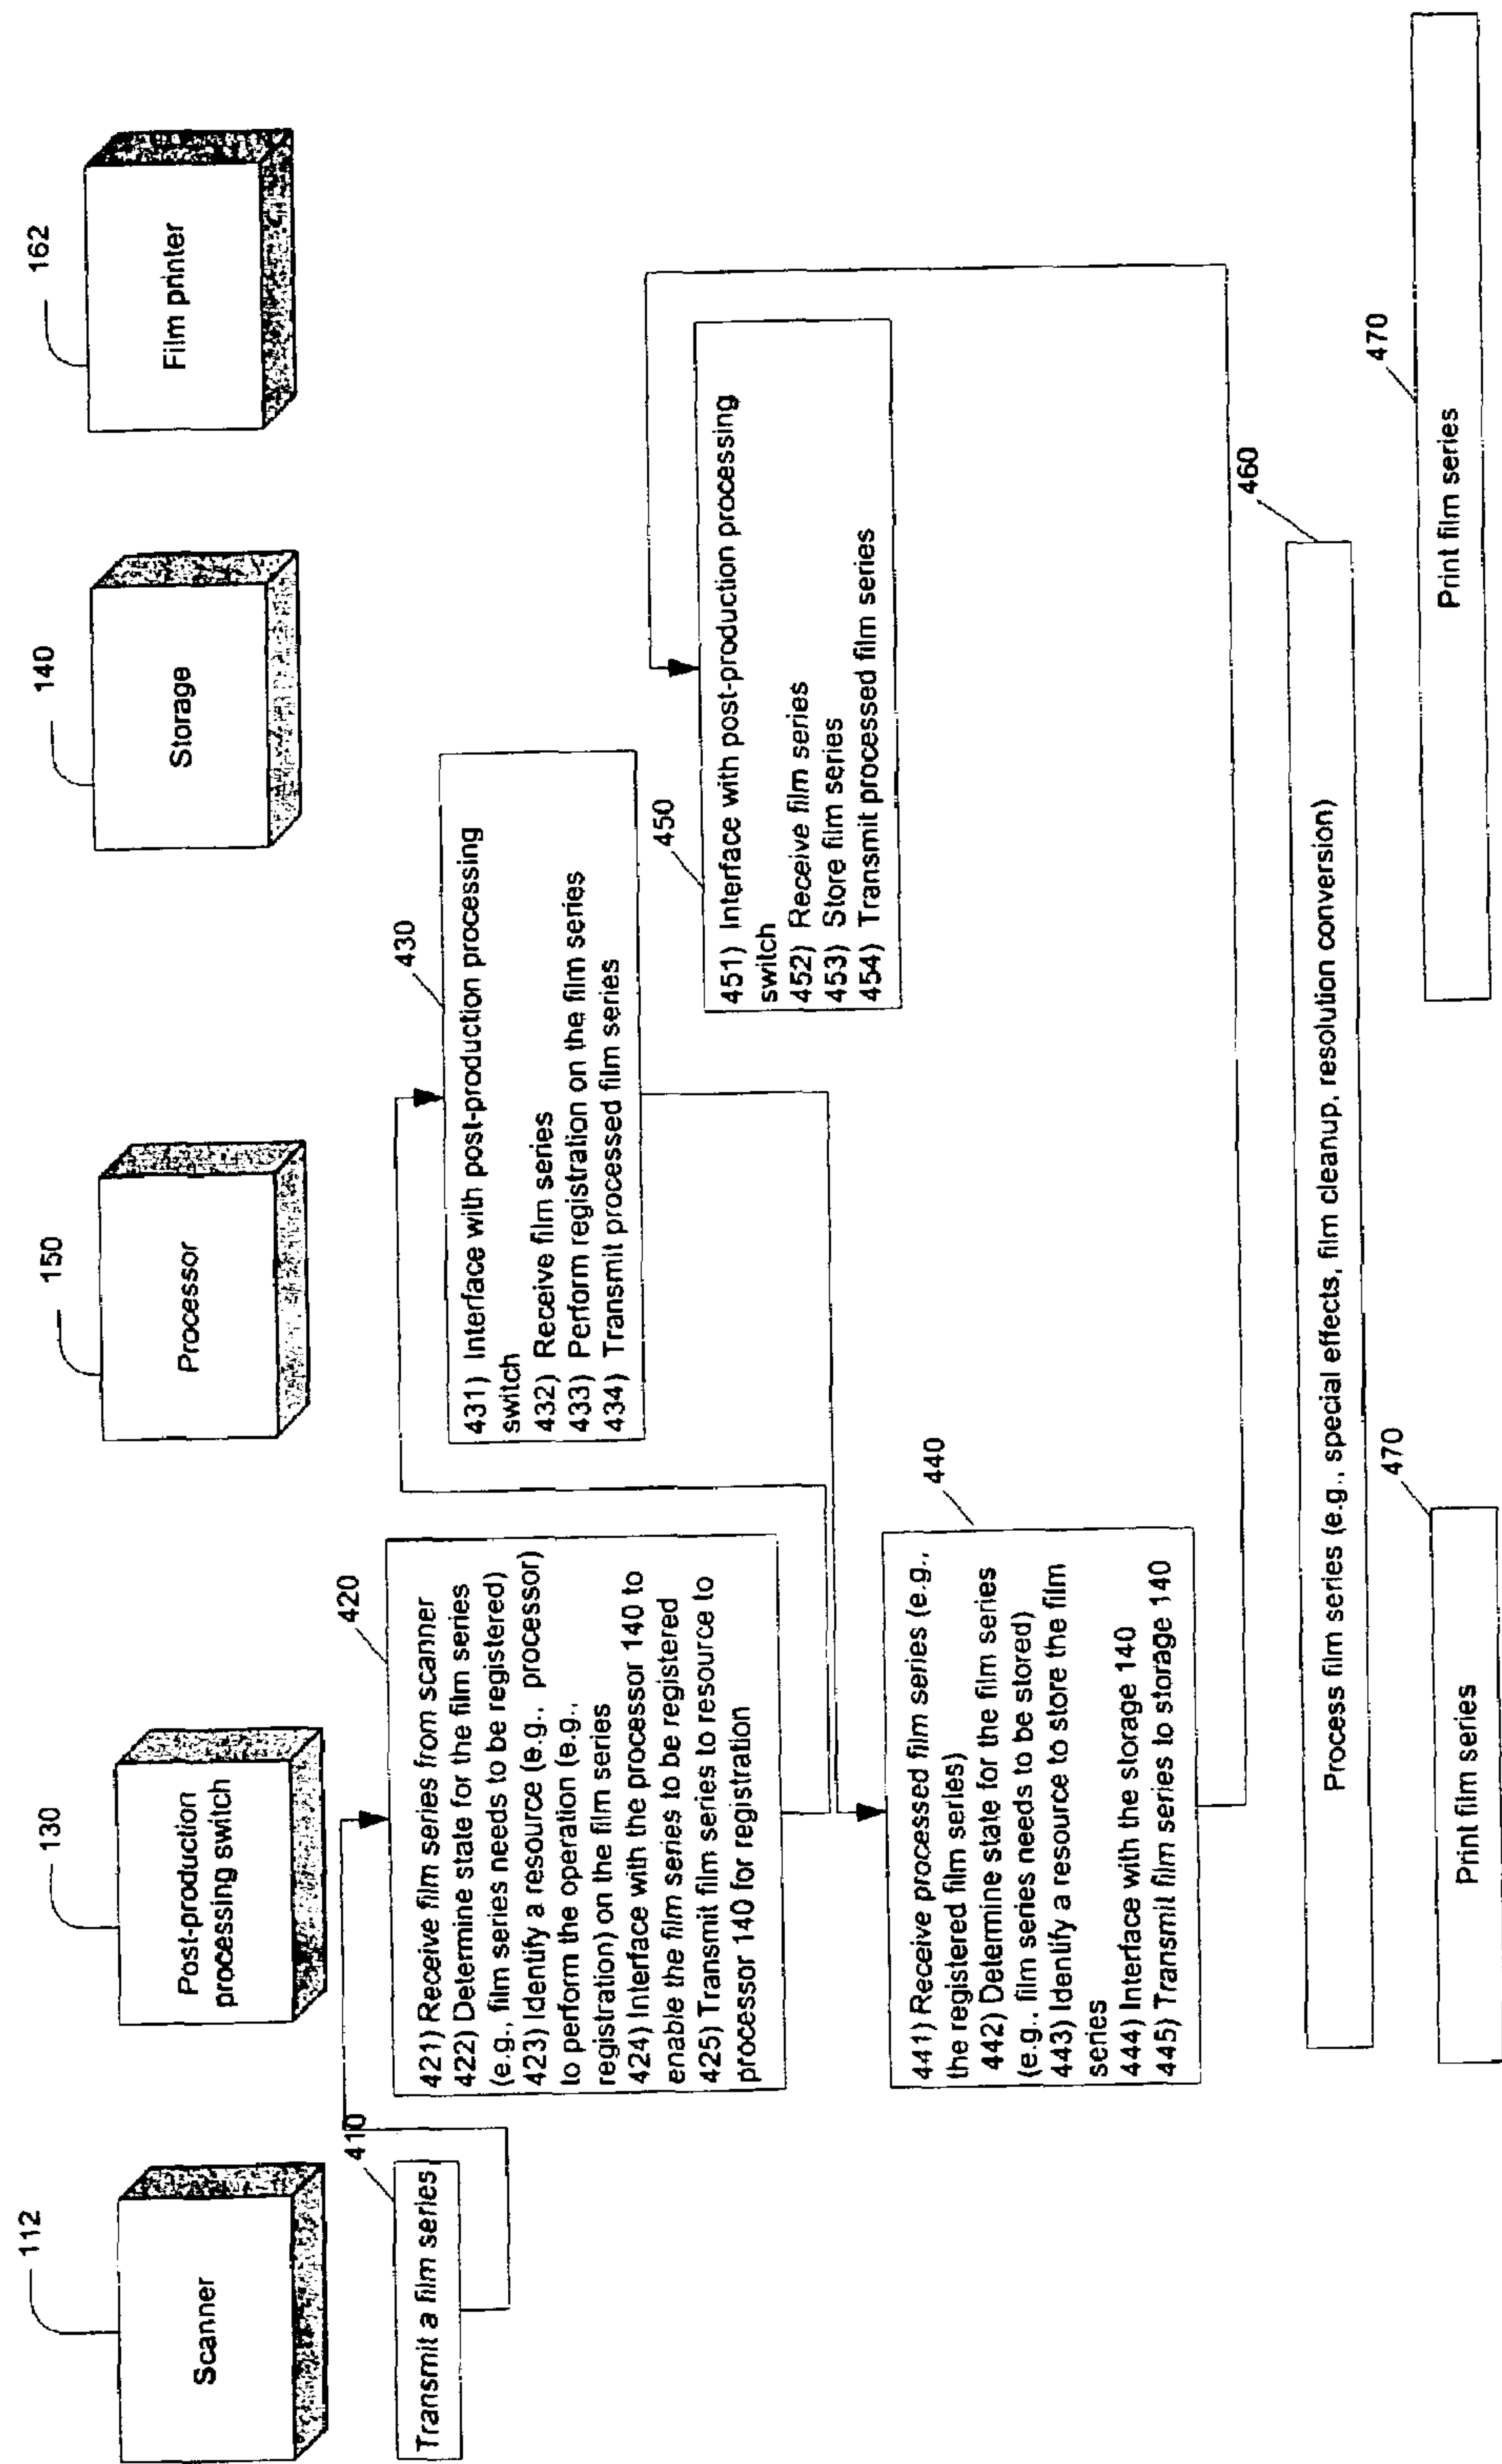 112
Scanner
130
Post-production
processing switch
150
Processor
140
Storage
162
Film printer
410
Transmit a film series
420
421) Receive film series from scanner
422) Determine state for the film series
(e.g., film series needs to be registered)
423) Identify a resource (e.g., processor)
to perform the operation (e.g.,
registration) on the film series
424) Interface with the processor 140 to
enable the film series to be registered
425) Transmit film series to resource to
processor 140 for registration
430
431) Interface with post-production processing
switch
432) Receive film series
433) Perform registration on the film series
434) Transmit processed film series
440
441) Receive processed film series (e.g.,
the registered film series)
442) Determine state for the film series
(e.g., film series needs to be stored)
443) Identify a resource to store the film
series
444) Interface with the storage 140
445) Transmit film series to storage 140
450
451) Interface with post-production processing
switch
452) Receive film series
453) Store film series
454) Transmit processed film series
460
Process film series (e.g., special effects, film cleanup, resolution conversion)
470
Print film series
470
Print film series